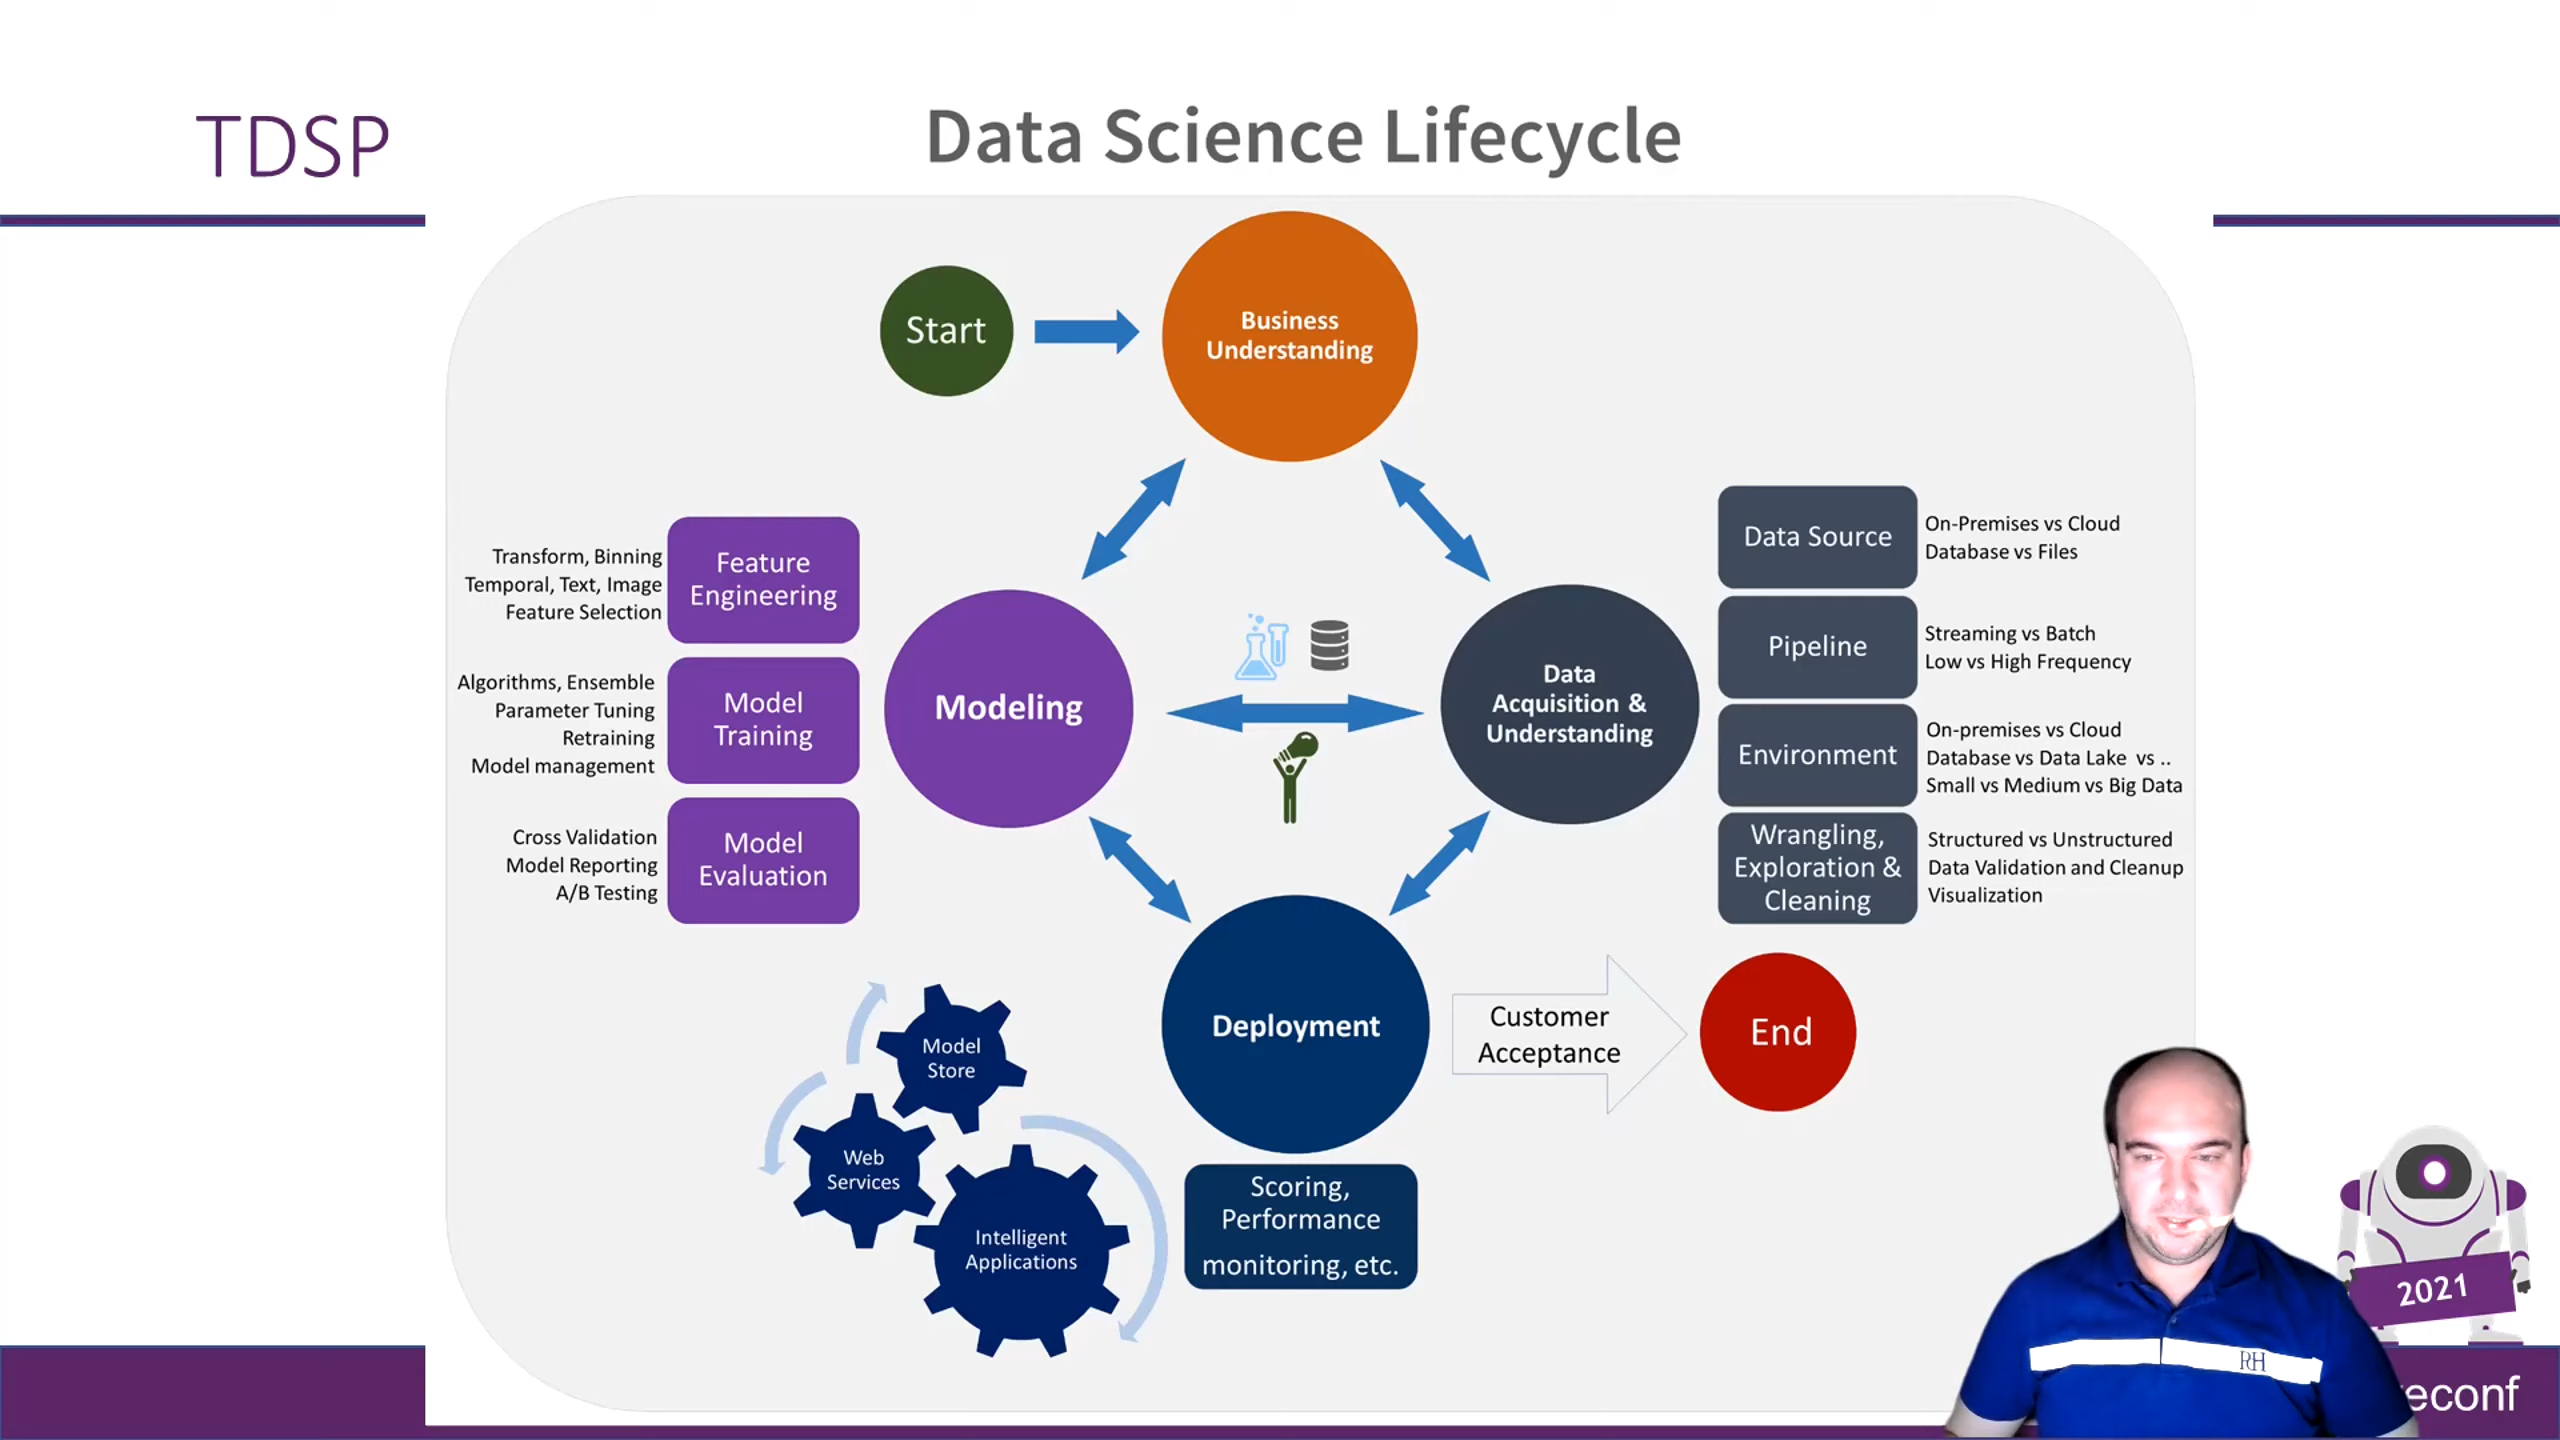 TDSP
Data Science Lifecycle
Start
Business
Understanding
Transform, Binning
Temporal, Text, Image
Feature Selection
Feature
Engineering
Algorithms, Ensemble
Parameter Tuning
Retraining
Model management
Model
Training
Cross Validation
Model Reporting
A/B Testing
Model
Evaluation
Modeling
Data
Acquisition &
Understanding
Data Source
On-Premises vs Cloud
Database vs Files
Pipeline
Streaming vs Batch
Low vs High Frequency
Environment
On-premises vs Cloud
Database vs Data Lake vs ..
Small vs Medium vs Big Data
Wrangling,
Exploration &
Cleaning
Structured vs Unstructured
Data Validation and Cleanup
Visualization
Deployment
Customer
Acceptance
End
Model
Store
Web
Services
Intelligent
Applications
Scoring,
Performance
monitoring, etc.
2021
RH
econf